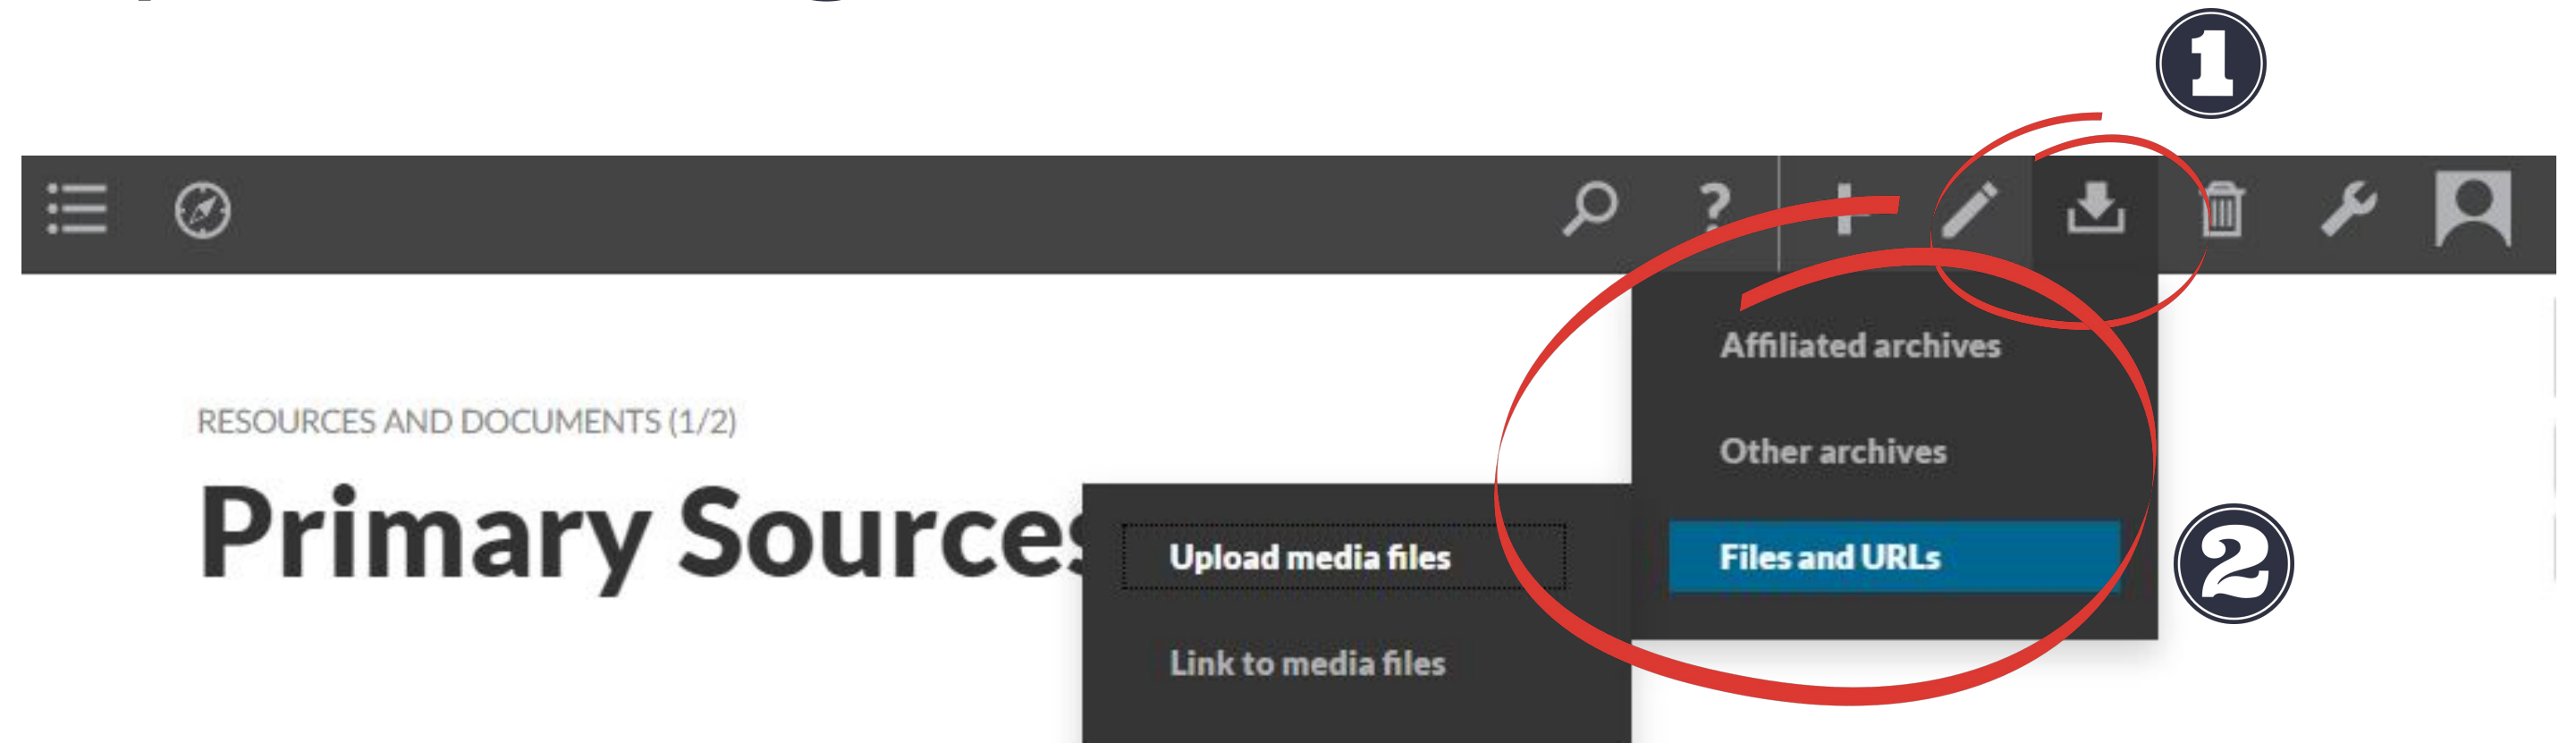 1
?
Affiliated archives
RESOURCES AND DOCUMENTS (1/2)
Other archives
Primary Sources
Upload media files
Files and URLs
2
Link to media files